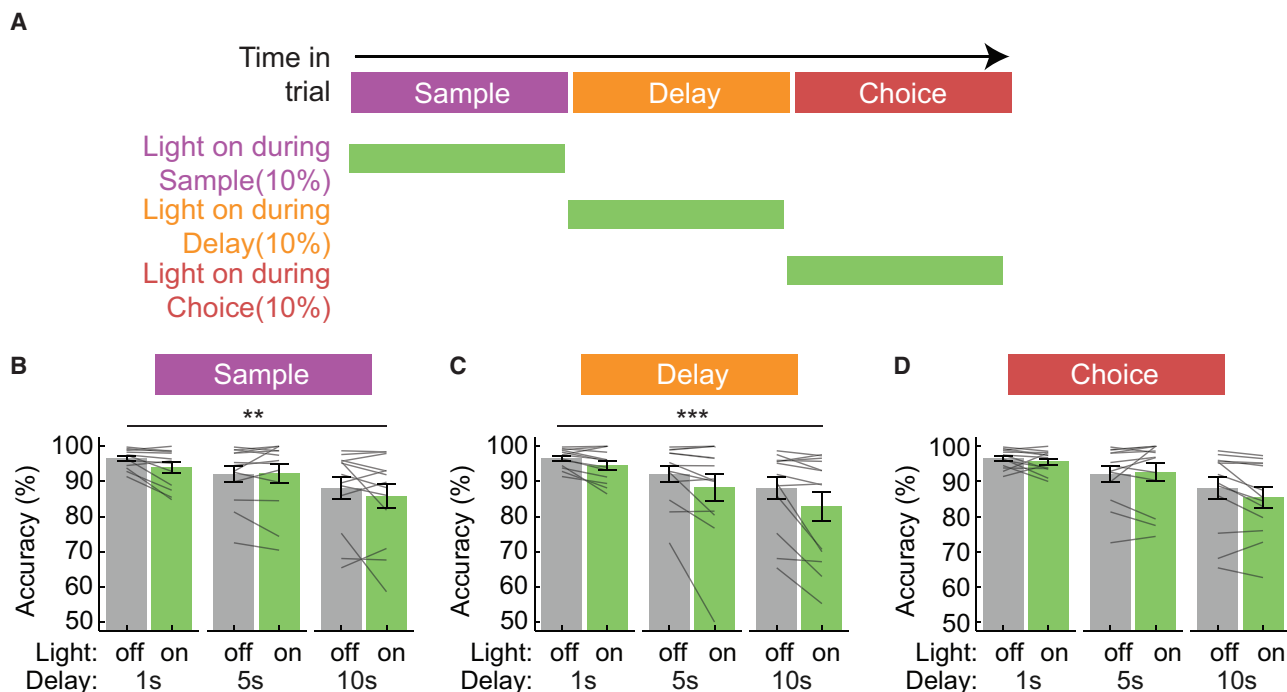 A
Time in
trial
Sample Delay Choice
Light on during
Sample(10%)
Light on during
Delay(10%)
Light on during
Choice(10%)
B
Sample
**
Accuracy (%)
100
90
80
70
60
50
Light: off on off on off on
Delay: 1s 5s 10s
C
Delay
***
Accuracy (%)
100
90
80
70
60
50
Light: off on off on off on
Delay: 1s 5s 10s
D
Choice
Accuracy (%)
100
90
80
70
60
50
Light: off on off on off on
Delay: 1s 5s 10s